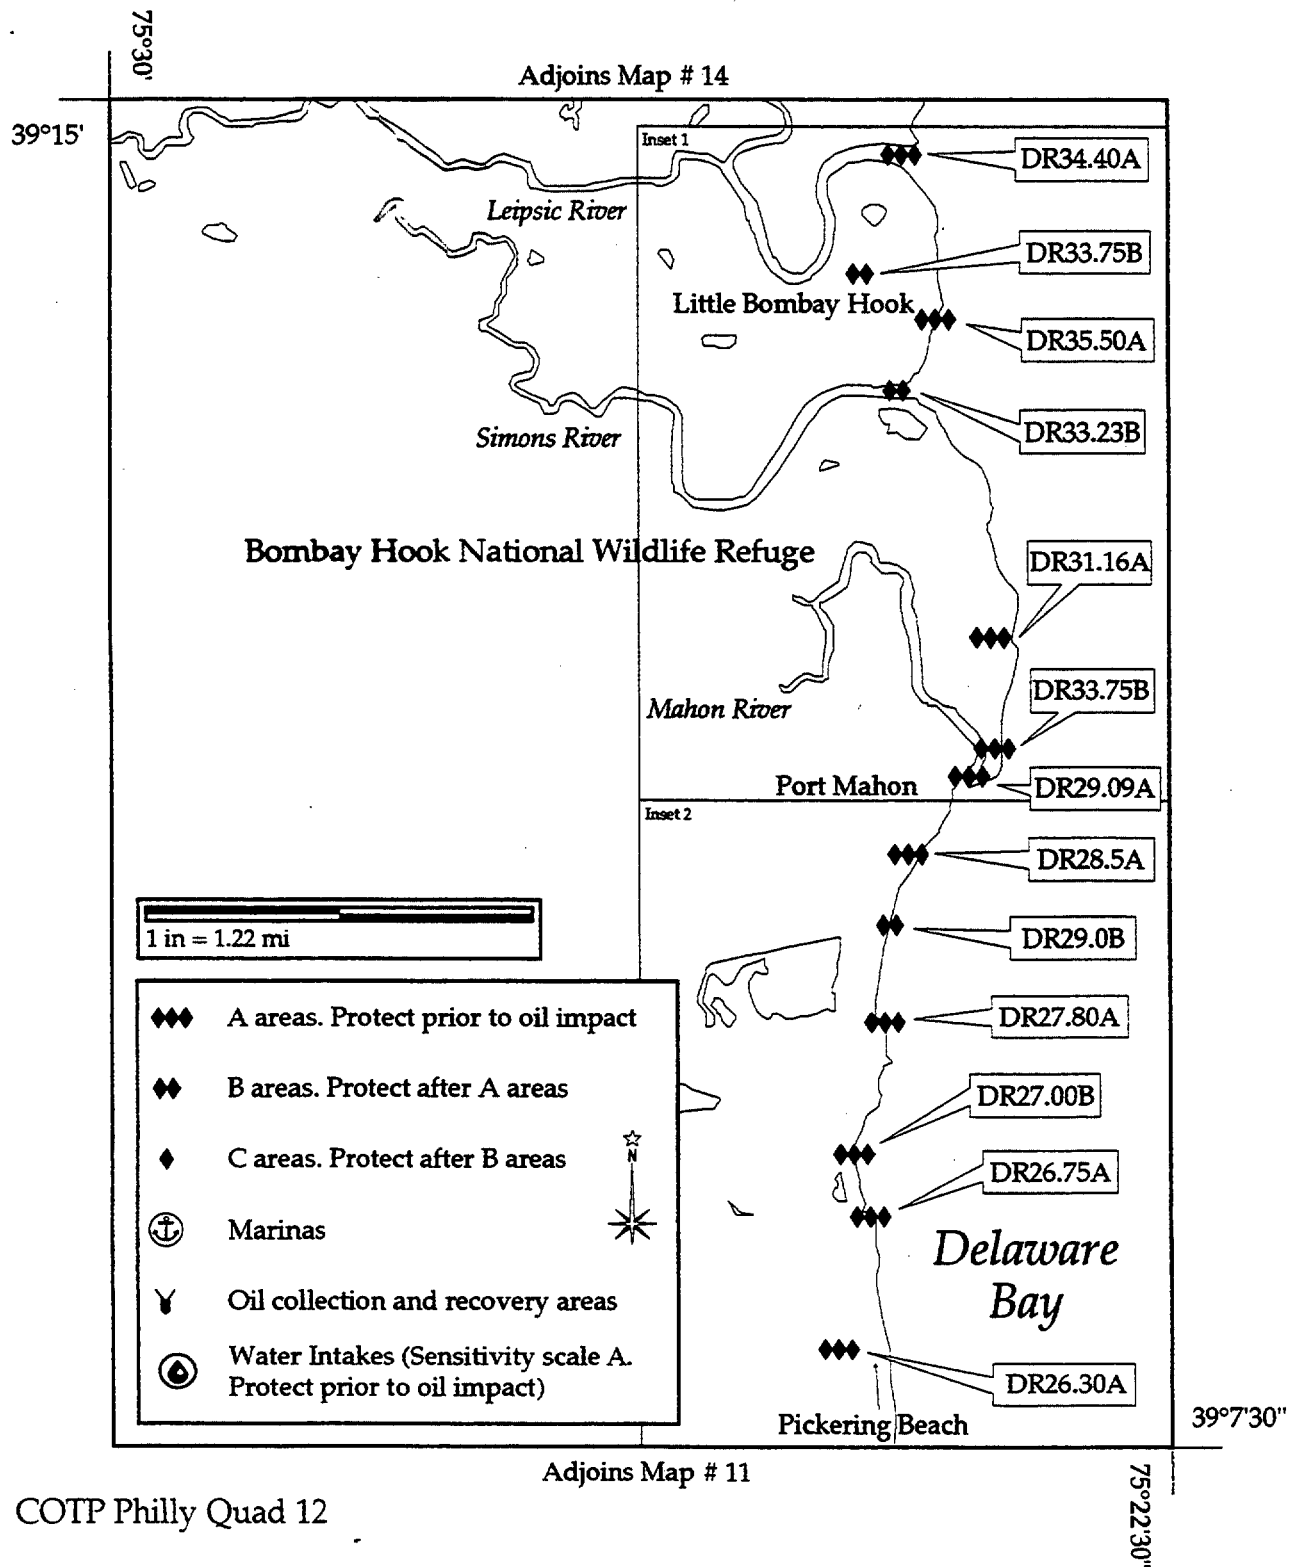 75°30'
Adjoins Map # 14
39°15'
Inset 1
DR34.40A
Leipsic River
DR33.75B
Little Bombay Hook
DR35.50A
DR33.23B
Simons River
Bombay Hook National Wildlife Refuge
DR31.16A
DR33.75B
Mahon River
Port Mahon
DR29.09A
Inset 2
DR28.5A
1 in = 1.22 mi
DR29.0B
A areas. Protect prior to oil impact
DR27.80A
B areas. Protect after A areas
DR27.00B
C areas. Protect after B areas
N
DR26.75A
Marinas
Delaware
Bay
Oil collection and recovery areas
Water Intakes (Sensitivity scale A.
Protect prior to oil impact)
DR26.30A
Pickering Beach
39°7'30"
Adjoins Map # 11
75°22'30"
COTP Philly Quad 12